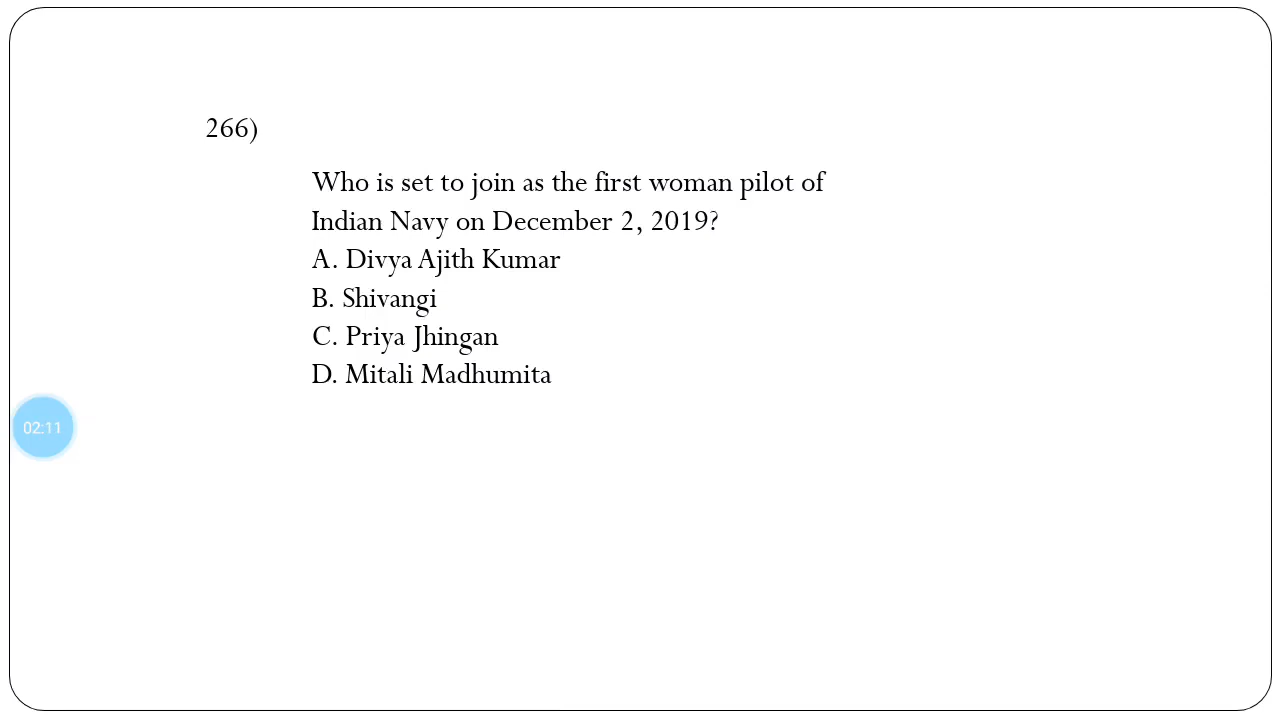 266)
Who is set to join as the first woman pilot of
Indian Navy on December 2, 2019?
A. Divya Ajith Kumar
B. Shivangi
C. Priya Jhingan
D. Mitali Madhumita
02:11